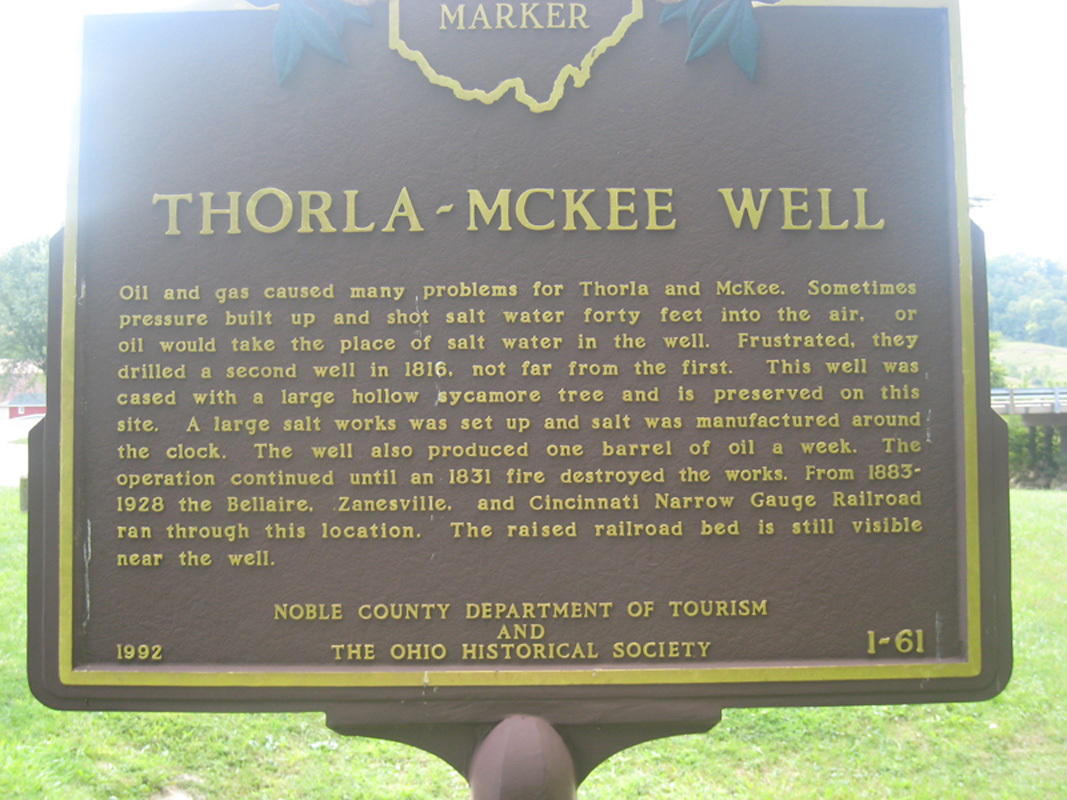 MARKER
THORLA-MCKEE WELL
Oil and gas caused many problems for Thorla and McKee. Sometimes
pressure built up and shot salt water forty feet into the air, or
oil would take the place of salt water in the well. Frustrated, they
drilled a second well in 1816, not far from the first. This well was
cased with a large hollow sycamore tree and is preserved on this
site. A large salt works was set up and salt was manufactured around
the clock. The well also produced one barrel of oil a week. The
operation continued until an 1831 fire destroyed the works. From 1883-
1928 the Bellaire, Zanesville, and Cincinnati Narrow Gauge Railroad
ran through this location. The raised railroad bed is still visible
near the well.
NOBLE COUNTY DEPARTMENT OF TOURISM
AND
THE OHIO HISTORICAL SOCIETY
1992
1-61